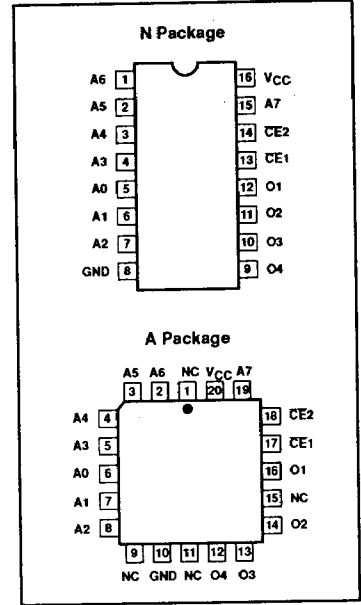 N Package
A6 1 16 VCC
A5 2 15 A7
A4 3 14 CE2
A3 4 13 CE1
A0 5 12 O1
A1 6 11 O2
A2 7 10 O3
GND 8 9 O4
A Package
A5 A6 NC VCC A7
3 2 1 20 19
A4 4 18 CE2
A3 5 17 CE1
A0 6 16 O1
A1 7 15 NC
A2 8 14 O2
9 10 11 12 13
NC GND NC O4 O3